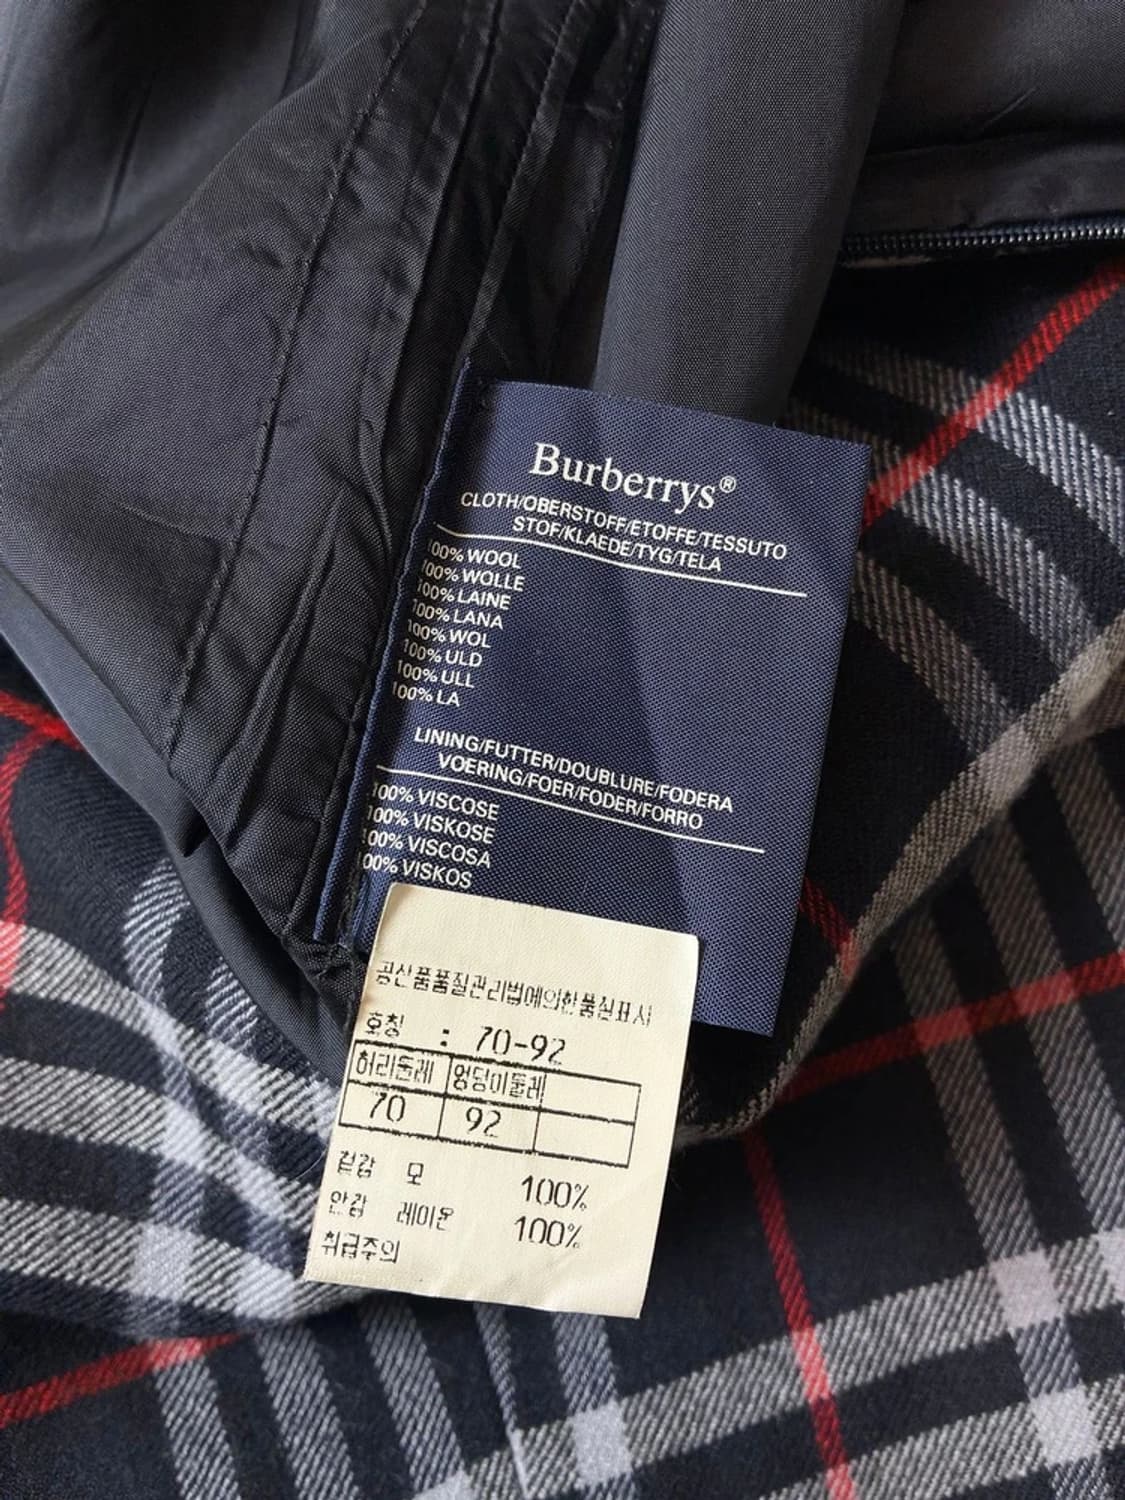 Burberrys®
CLOTH/OBERSTOFF/ETOFFE/TESSUTO
STOF/KLAEDE/TYG/TELA
100% WOOL
100% WOLLE
100% LAINE
100% LANA
100% WOL
100% ULD
100% ULL
100% LA
LINING/FUTTER/DOUBLURE/FODERA
VOERING/FOER/FODER/FORRO
100% VISCOSE
100% VISKOSE
100% VISCOSA
100% VISKOS
공산품품질관리법에의한품질표시
호칭 : 70-92
허리둘레 엉덩이둘레
70 92
겉감 모 100%
안감 레이온 100%
취급주의